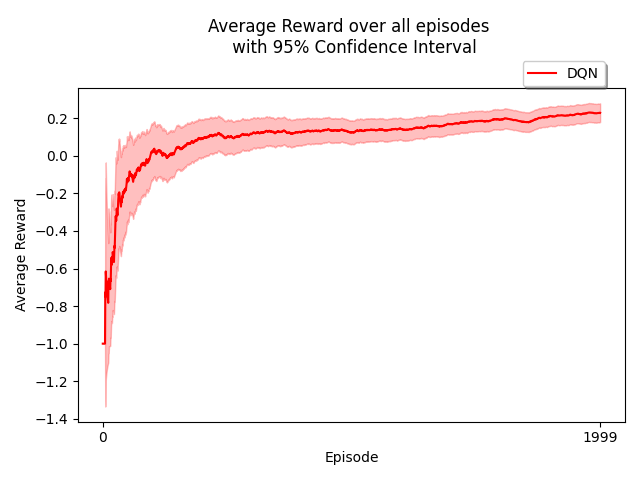 Average Reward over all episodes
with 95% Confidence Interval
DQN
0.2
0.0
−0.2
−0.4
−0.6
−0.8
−1.0
−1.2
−1.4
Average Reward
0
1999
Episode